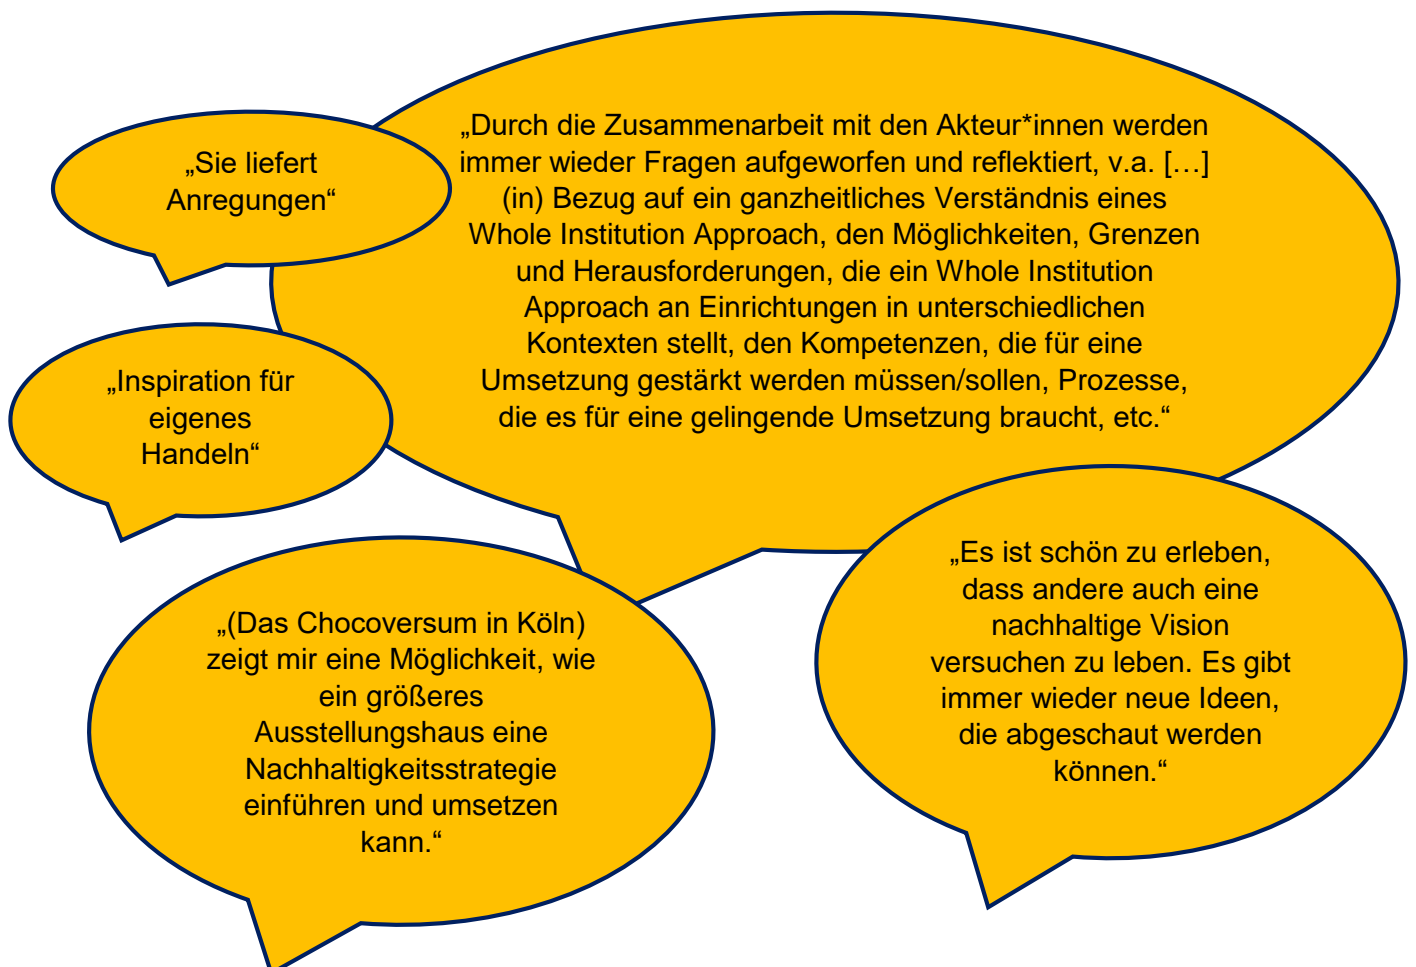 „Sie liefert
Anregungen“
„Durch die Zusammenarbeit mit den Akteur*innen werden
immer wieder Fragen aufgeworfen und reflektiert, v.a. […]
(in) Bezug auf ein ganzheitliches Verständnis eines
Whole Institution Approach, den Möglichkeiten, Grenzen
und Herausforderungen, die ein Whole Institution
Approach an Einrichtungen in unterschiedlichen
Kontexten stellt, den Kompetenzen, die für eine
Umsetzung gestärkt werden müssen/sollen, Prozesse,
die es für eine gelingende Umsetzung braucht, etc.“
„Inspiration für
eigenes
Handeln“
„(Das Chocoversum in Köln)
zeigt mir eine Möglichkeit, wie
ein größeres
Ausstellungshaus eine
Nachhaltigkeitsstrategie
einführen und umsetzen
kann.“
„Es ist schön zu erleben,
dass andere auch eine
nachhaltige Vision
versuchen zu leben. Es gibt
immer wieder neue Ideen,
die abgeschaut werden
können.“